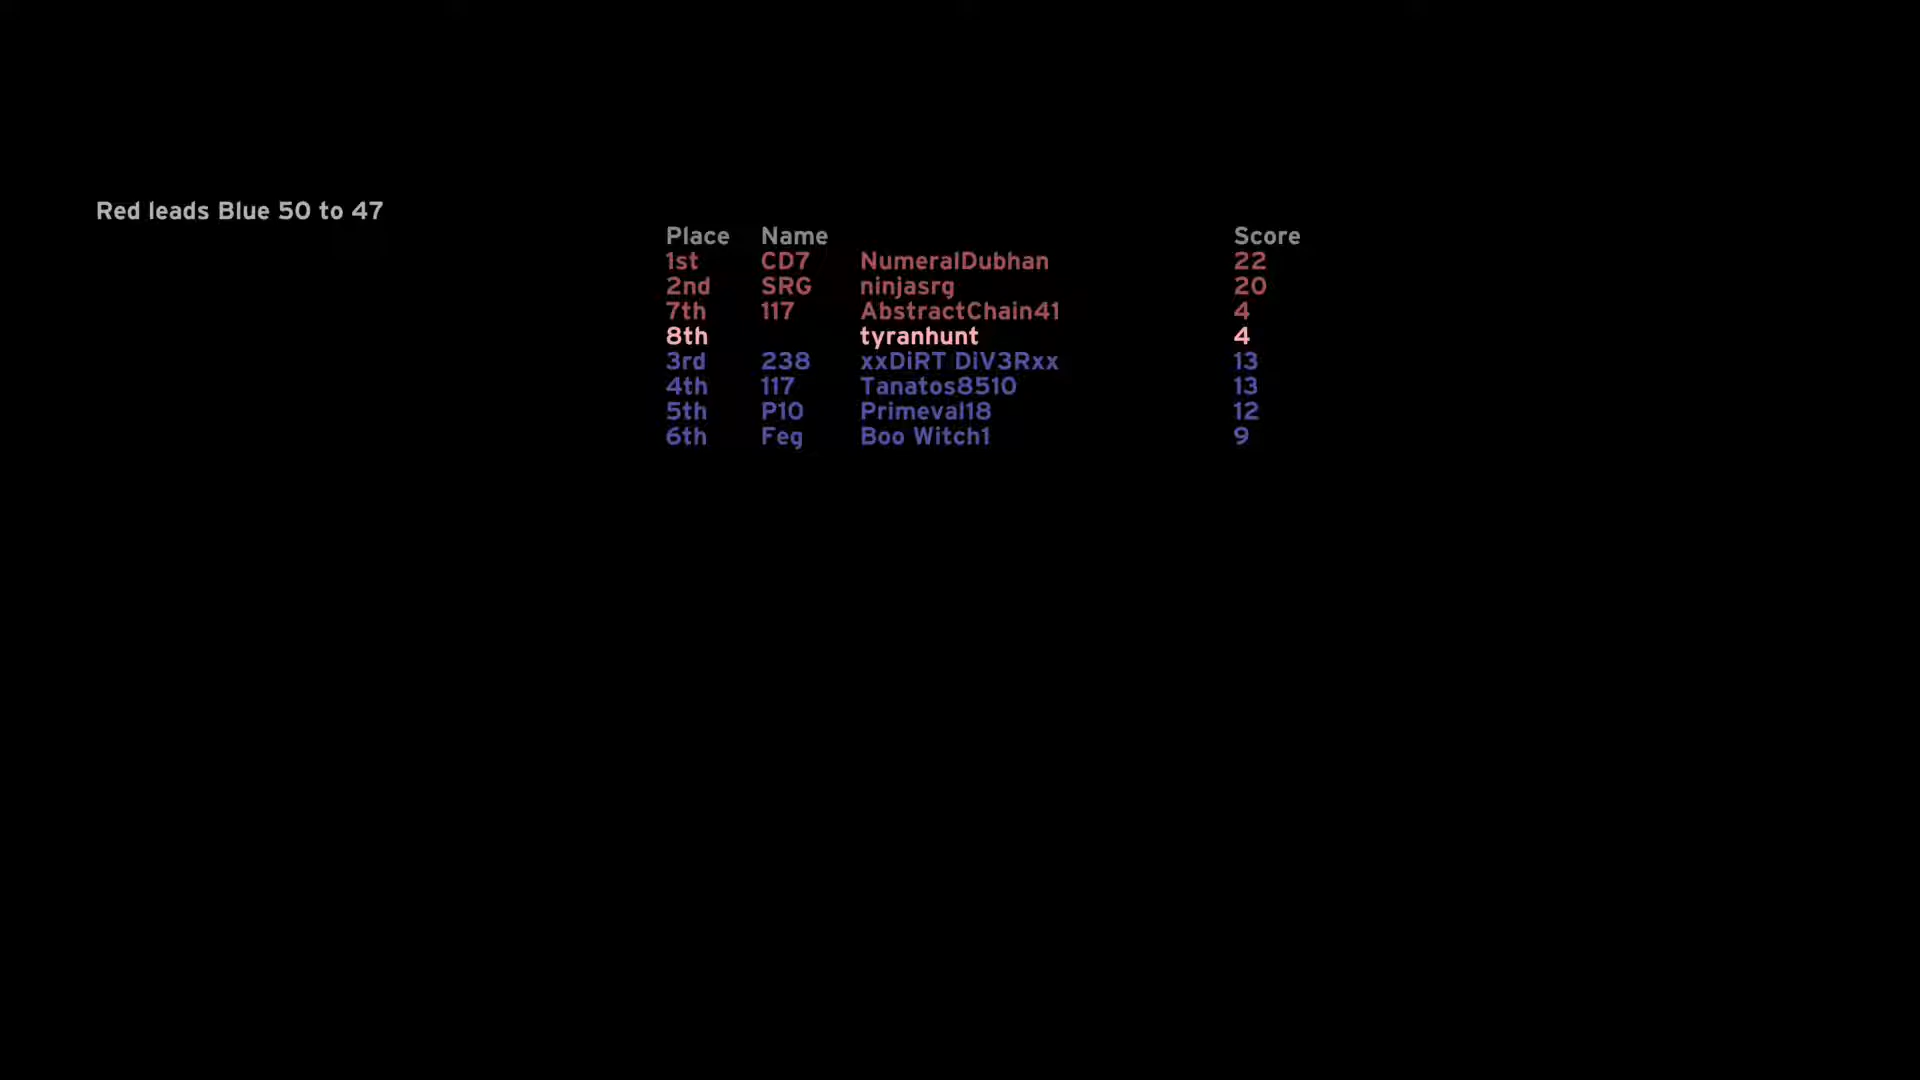 Red leads Blue 50 to 47
Place Name Score
1st CD7 NumeralDubhan 22
2nd SRG ninjasrg 20
7th 117 AbstractChain41 4
8th tyranhunt 4
3rd 238 xxDiRT DiV3Rxx 13
4th 117 Tanatos8510 13
5th P10 Primeval18 12
6th Feg Boo Witch1 9